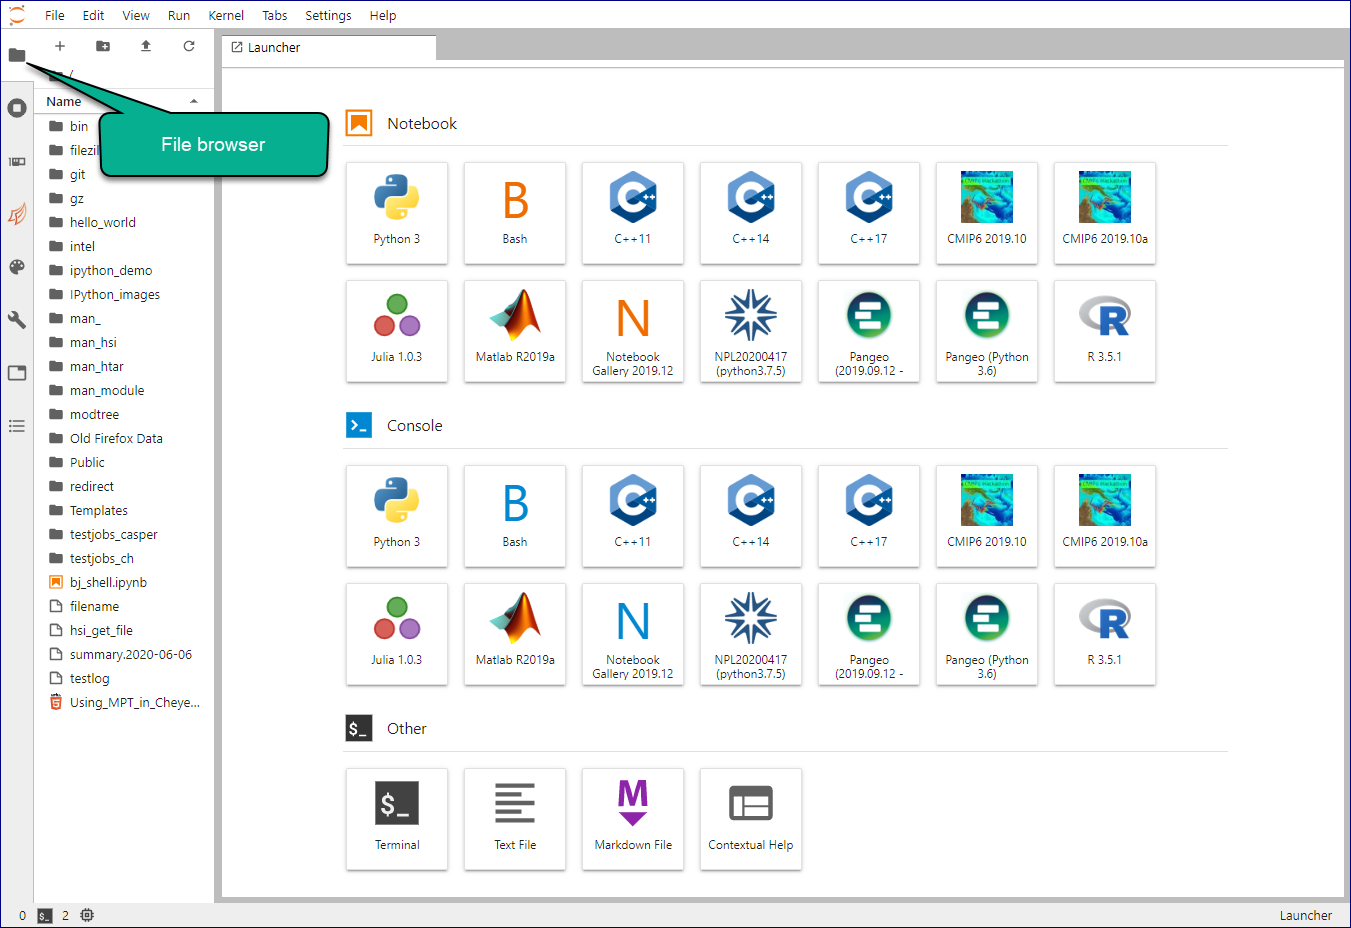 File Edit View Run Kernel Tabs Settings Help
Launcher
/
Name
File browser
bin
filezil
git
gz
hello_world
intel
ipython_demo
IPython_images
man_
man_hsi
man_htar
man_module
modtree
Old Firefox Data
Public
redirect
Templates
testjobs_casper
testjobs_ch
bj_shell.ipynb
filename
hsi_get_file
summary.2020-06-06
testlog
Using_MPT_in_Cheye...
Notebook
Python 3
B
Bash
C++
C++11
C++
C++14
C++
C++17
CMIP6 2019.10
CMIP6 2019.10a
Julia 1.0.3
Matlab R2019a
N
Notebook
Gallery 2019.12
NPL20200417
(python3.7.5)
Pangeo
(2019.09.12 -
Pangeo (Python
3.6)
R
R 3.5.1
>_
Console
Python 3
B
Bash
C++
C++11
C++
C++14
C++
C++17
CMIP6 2019.10
CMIP6 2019.10a
Julia 1.0.3
Matlab R2019a
N
Notebook
Gallery 2019.12
NPL20200417
(python3.7.5)
Pangeo
(2019.09.12 -
Pangeo (Python
3.6)
R
R 3.5.1
$_
Other
$_
Terminal
Text File
M
Markdown File
Contextual Help
0 $_ 2
Launcher